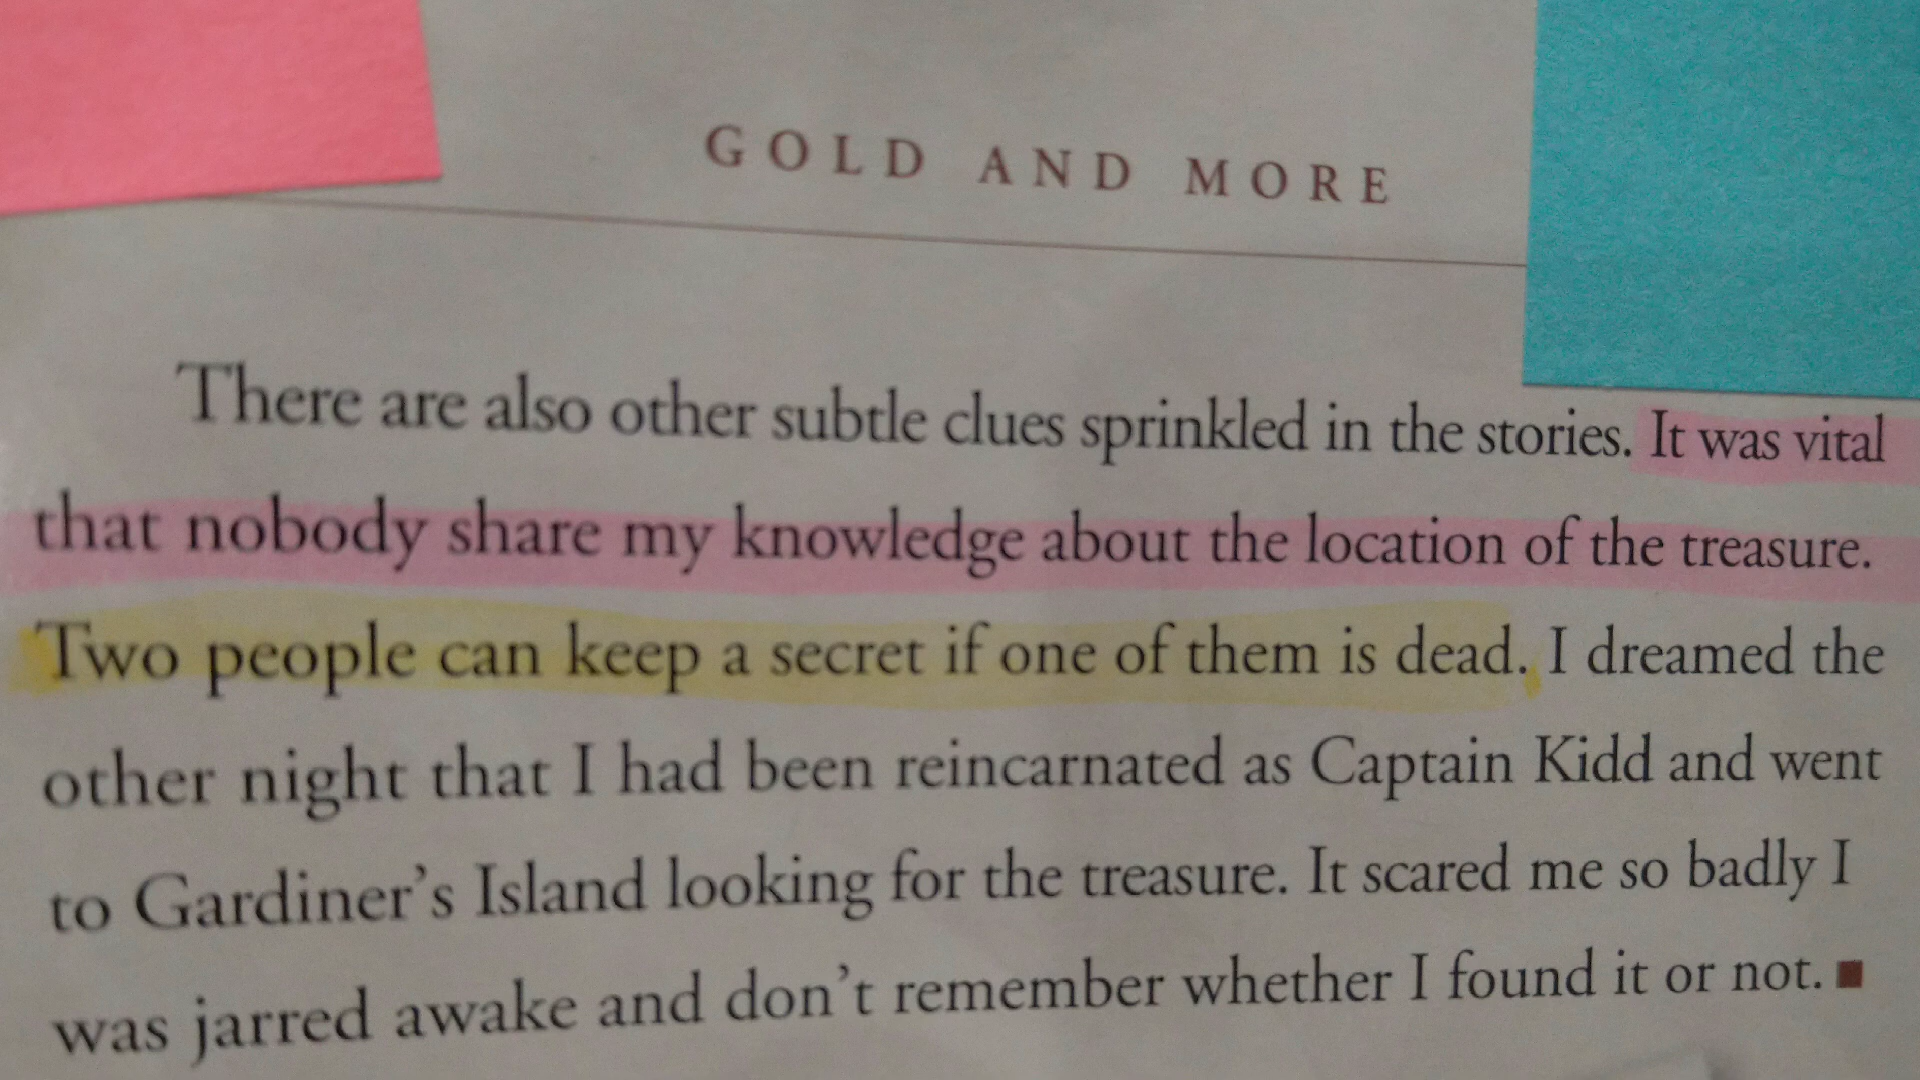 GOLD AND MORE
There are also other subtle clues sprinkled in the stories. It was vital
that nobody share my knowledge about the location of the treasure.
Two people can keep a secret if one of them is dead. I dreamed the
other night that I had been reincarnated as Captain Kidd and went
to Gardiner's Island looking for the treasure. It scared me so badly I
was jarred awake and don't remember whether I found it or not. ■